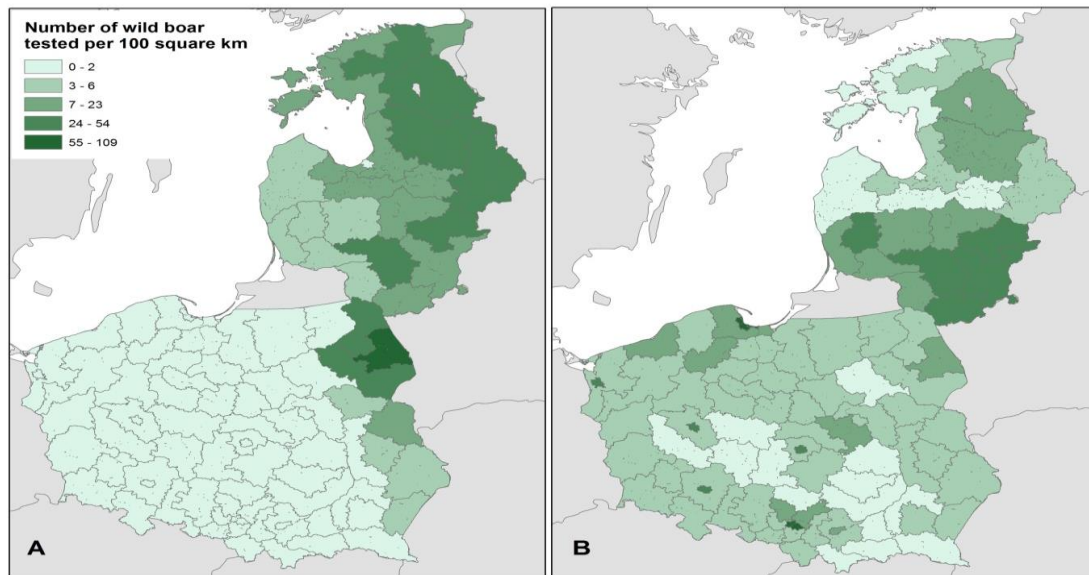 Number of wild boar
tested per 100 square km
0 - 2
3 - 6
7 - 23
24 - 54
55 - 109
A
B